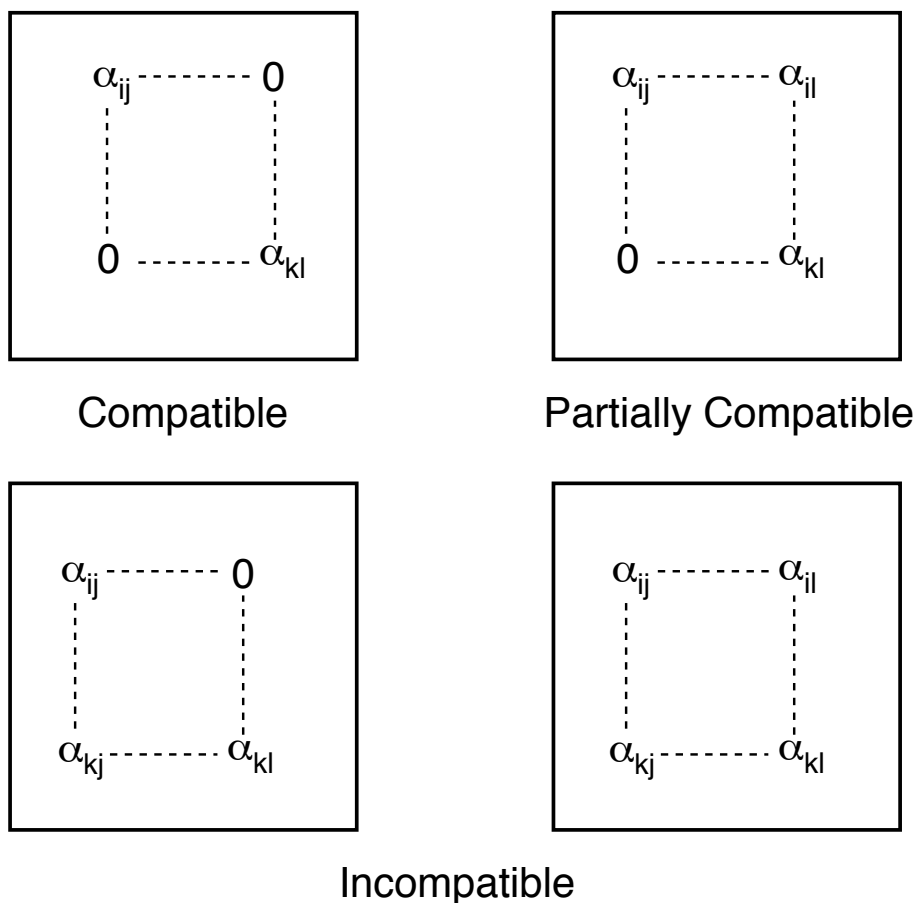 α_ij 0 α_ij α_il
0 α_kl 0 α_kl
Compatible Partially Compatible
α_ij 0 α_ij α_il
α_kj α_kl α_kj α_kl
Incompatible